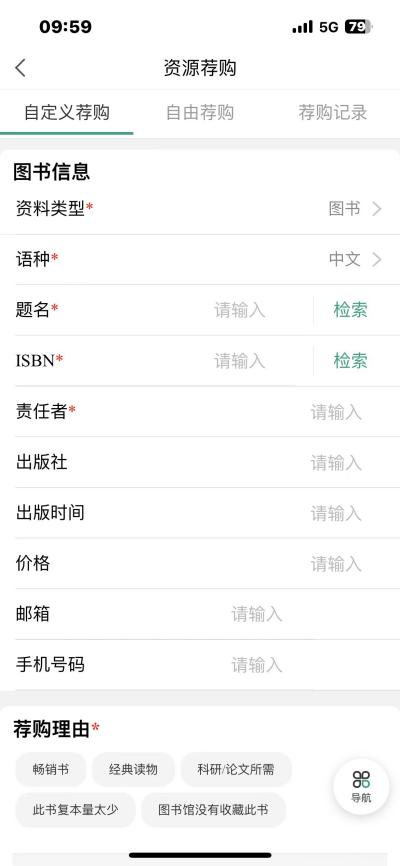 09:59 5G 79
资源荐购
自定义荐购 自由荐购 荐购记录
图书信息
资料类型* 图书
语种* 中文
题名* 请输入 检索
ISBN* 请输入 检索
责任者* 请输入
出版社 请输入
出版时间 请输入
价格 请输入
邮箱 请输入
手机号码 请输入
荐购理由*
畅销书 经典读物 科研/论文所需
导航
此书复本量太少 图书馆没有收藏此书